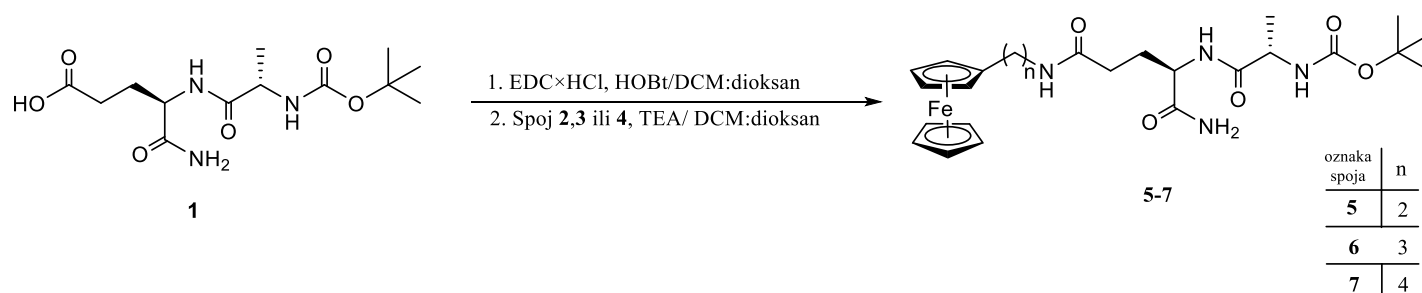 O
HO
O
NH2
H
N
O
N
H
O
O
1
1. EDC×HCl, HOBt/DCM:dioksan
2. Spoj 2,3 ili 4, TEA/ DCM:dioksan
Fe
n
N
H
O
O
NH2
H
N
O
N
H
O
O
5-7
oznaka spoja n
5 2
6 3
7 4